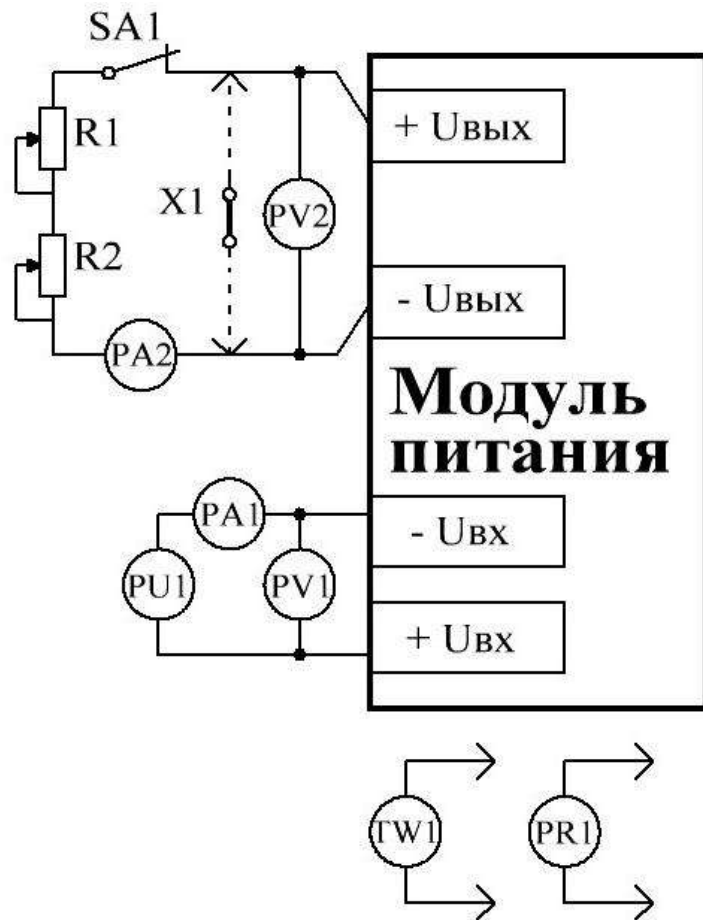 SA1
R1
+ Uвых
X1
PV2
R2
- Uвых
PA2
Модуль
питания
PA1
- Uвх
PU1
PV1
+ Uвх
TW1
PR1